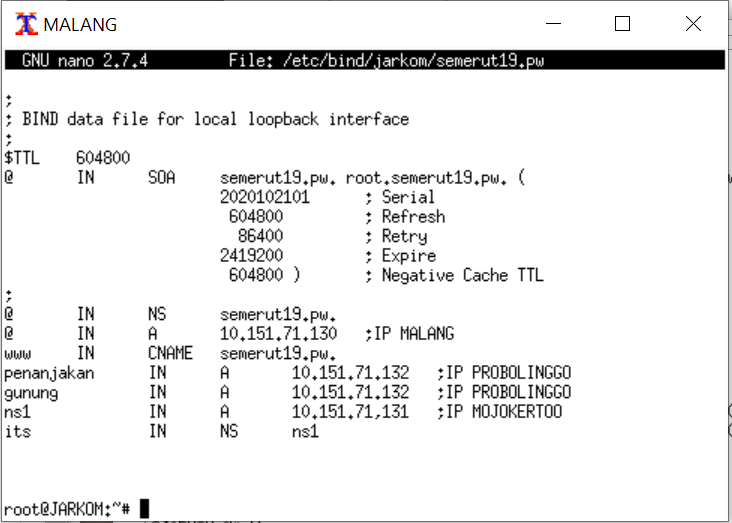 MALANG
GNU nano 2.7.4 File: /etc/bind/jarkom/semerut19.pw
;
; BIND data file for local loopback interface
;
$TTL 604800
@ IN SOA semerut19.pw. root.semerut19.pw. (
2020102101 ; Serial
604800 ; Refresh
86400 ; Retry
2419200 ; Expire
604800 ) ; Negative Cache TTL
;
@ IN NS semerut19.pw.
@ IN A 10.151.71.130 ;IP MALANG
www IN CNAME semerut19.pw.
penanjakan IN A 10.151.71.132 ;IP PROBOLINGGO
gunung IN A 10.151.71.132 ;IP PROBOLINGGO
ns1 IN A 10.151.71,131 ;IP MOJOKERTOO
its IN NS ns1
root@JARKOM:~#